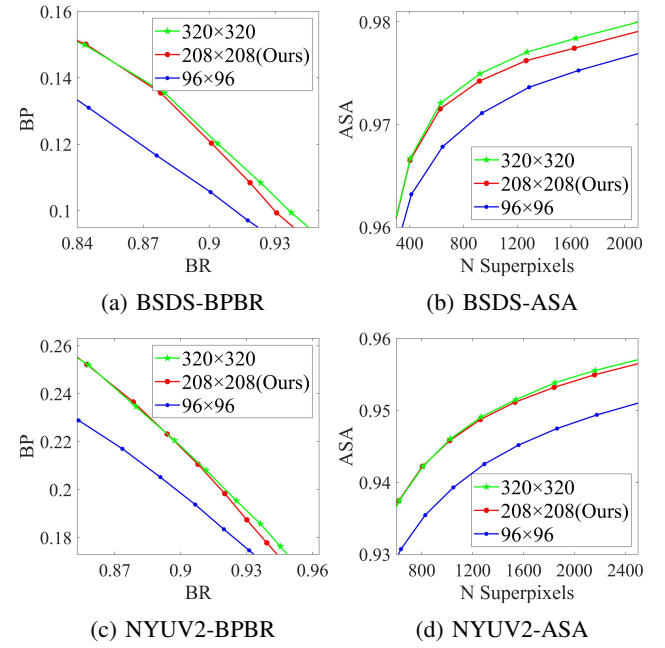 0.16
0.14
0.12
0.1
BP
0.84
0.87
0.9
0.93
BR
320×320
208×208(Ours)
96×96
(a) BSDS-BPBR
0.98
0.97
0.96
ASA
400
800
1200
1600
2000
N Superpixels
320×320
208×208(Ours)
96×96
(b) BSDS-ASA
0.26
0.24
0.22
0.2
0.18
BP
0.87
0.9
0.93
0.96
BR
320×320
208×208(Ours)
96×96
(c) NYUV2-BPBR
0.96
0.95
0.94
0.93
ASA
800
1200
1600
2000
2400
N Superpixels
320×320
208×208(Ours)
96×96
(d) NYUV2-ASA